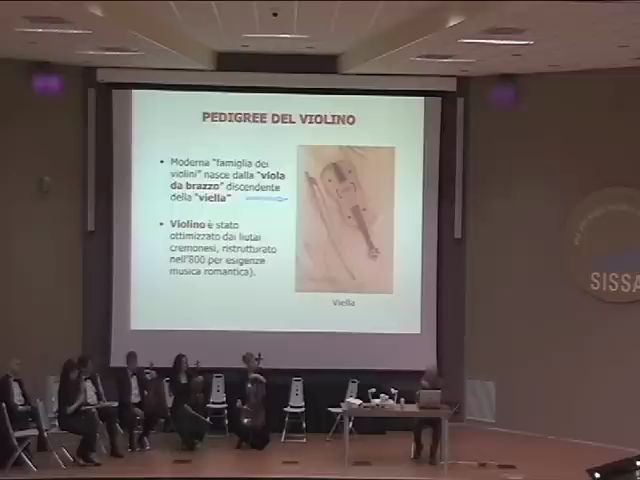 PEDIGREE DEL VIOLINO
• Moderna "famiglia dei
violini" nasce dalla "viola
da brazzo" discendente
della "viella"
• Violino è stato
ottimizzato dai liutai
cremonesi, ristrutturato
nell'800 per esigenze
musica romantica).
Viella
SISSA